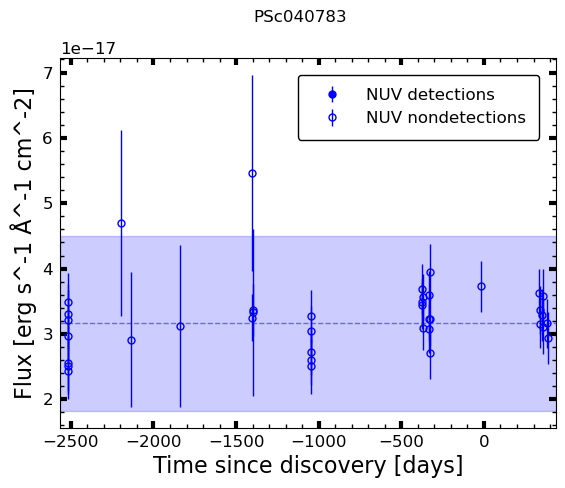 PSc040783
1e−17
7
6
5
4
3
2
Flux [erg s^-1 Å^-1 cm^-2]
NUV detections
NUV nondetections
−2500 −2000 −1500 −1000 −500 0
Time since discovery [days]